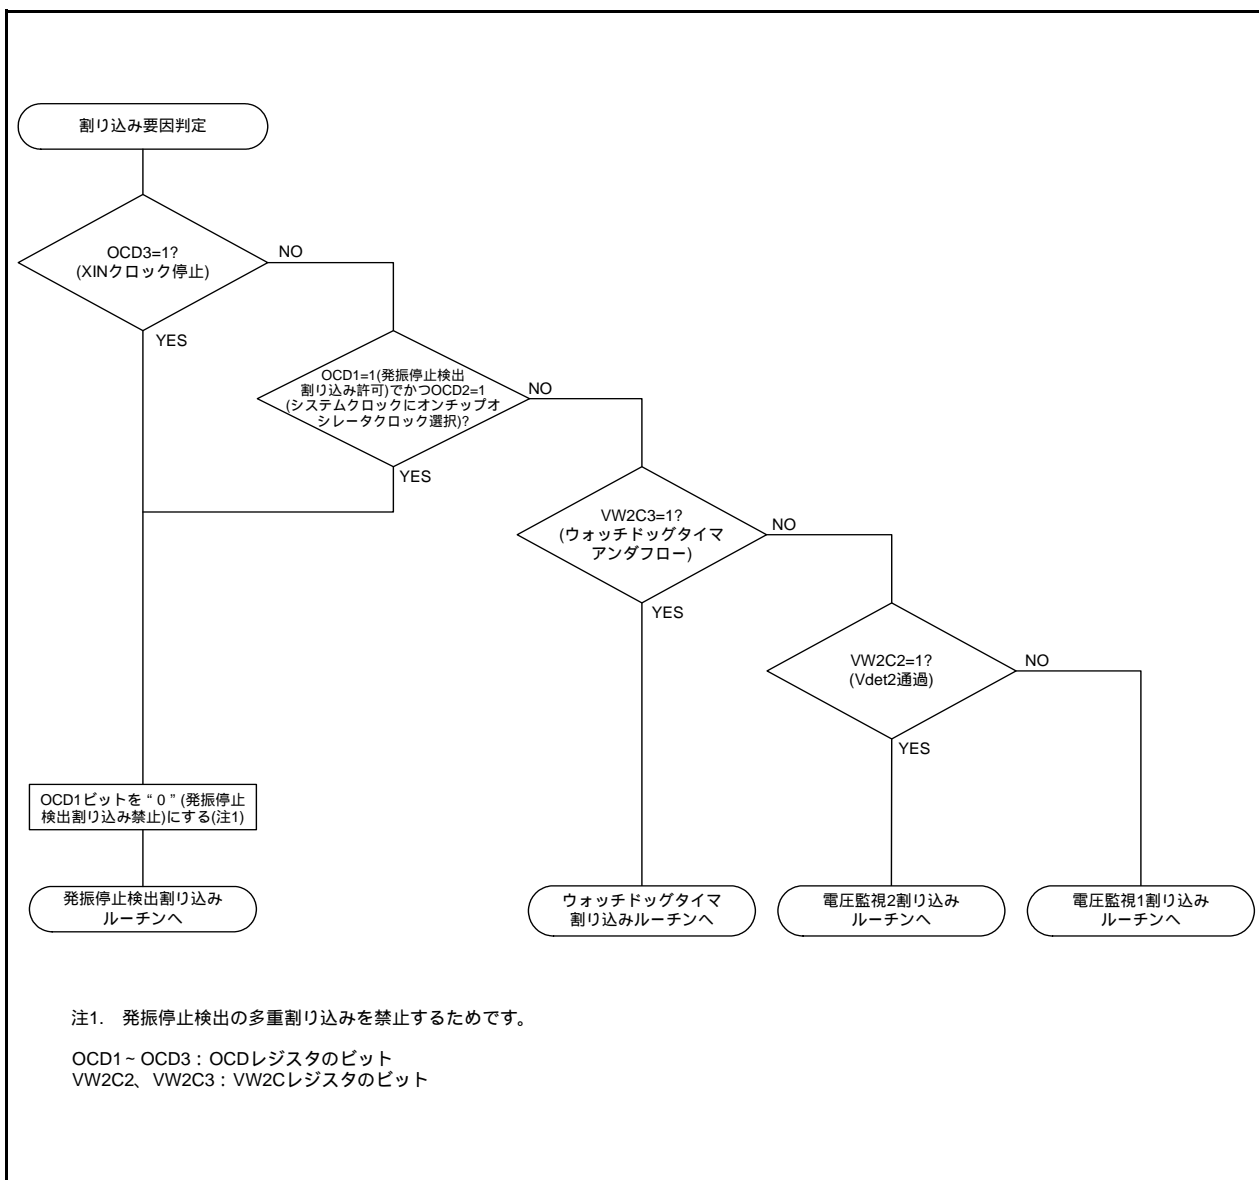 割り込み要因判定
OCD3=1?
(XINクロック停止)
NO
YES
OCD1=1(発振停止検出
割り込み許可)でかつOCD2=1
(システムクロックにオンチップオ
シレータクロック選択)?
NO
YES
VW2C3=1?
(ウォッチドッグタイマ
アンダフロー)
NO
YES
VW2C2=1?
(Vdet2通過)
NO
YES
OCD1ビットを“0”(発振停止
検出割り込み禁止)にする(注1)
発振停止検出割り込み
ルーチンへ
ウォッチドッグタイマ
割り込みルーチンへ
電圧監視2割り込み
ルーチンへ
電圧監視1割り込み
ルーチンへ
注1. 発振停止検出の多重割り込みを禁止するためです。
OCD1~OCD3:OCDレジスタのビット
VW2C2、VW2C3:VW2Cレジスタのビット